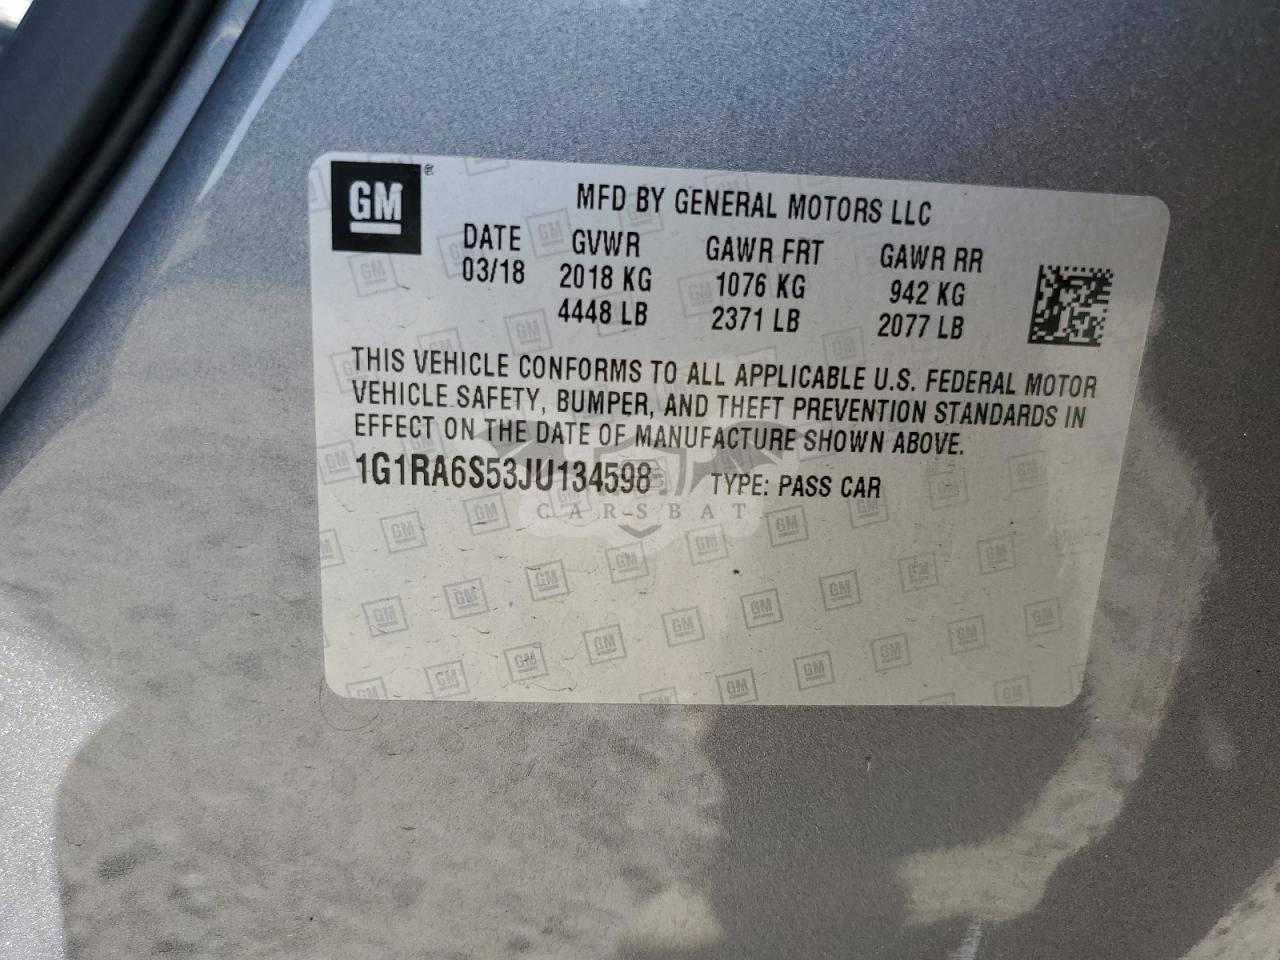 GM ®
MFD BY GENERAL MOTORS LLC
DATE GVWR GAWR FRT GAWR RR
03/18 2018 KG 1076 KG 942 KG
4448 LB 2371 LB 2077 LB
THIS VEHICLE CONFORMS TO ALL APPLICABLE U.S. FEDERAL MOTOR
VEHICLE SAFETY, BUMPER, AND THEFT PREVENTION STANDARDS IN
EFFECT ON THE DATE OF MANUFACTURE SHOWN ABOVE.
1G1RA6S53JU134598 TYPE: PASS CAR
CARSBAT